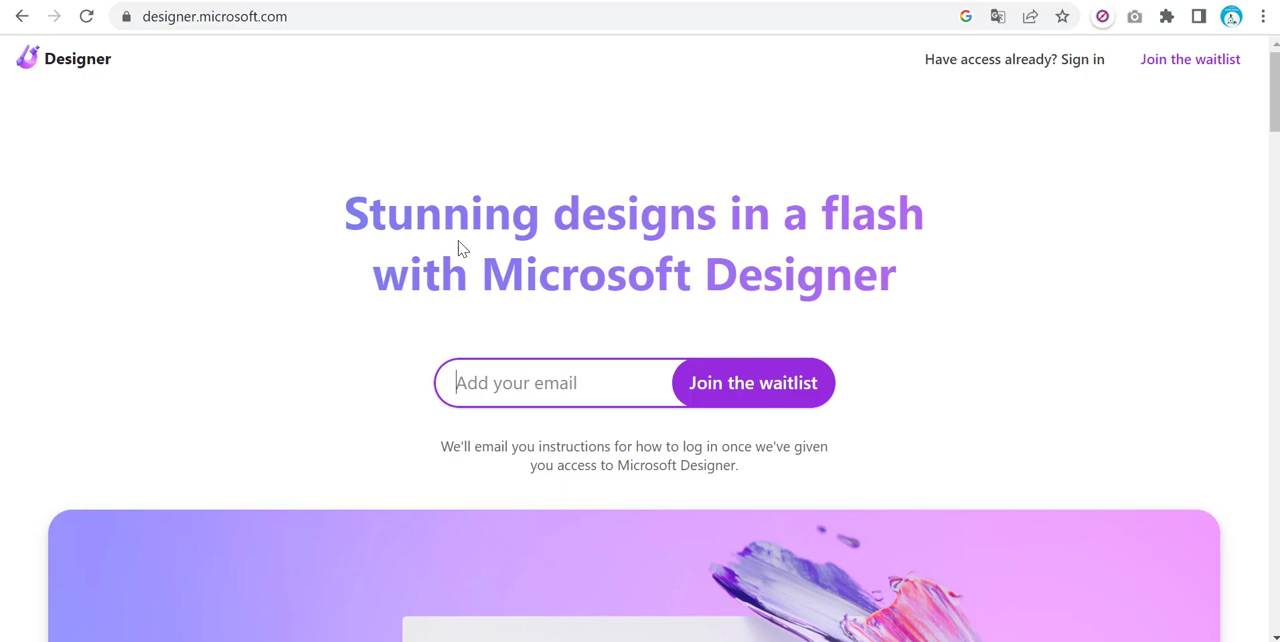 designer.microsoft.com
Designer
Have access already? Sign in
Join the waitlist
Stunning designs in a flash
with Microsoft Designer
Add your email
Join the waitlist
We'll email you instructions for how to log in once we've given
you access to Microsoft Designer.